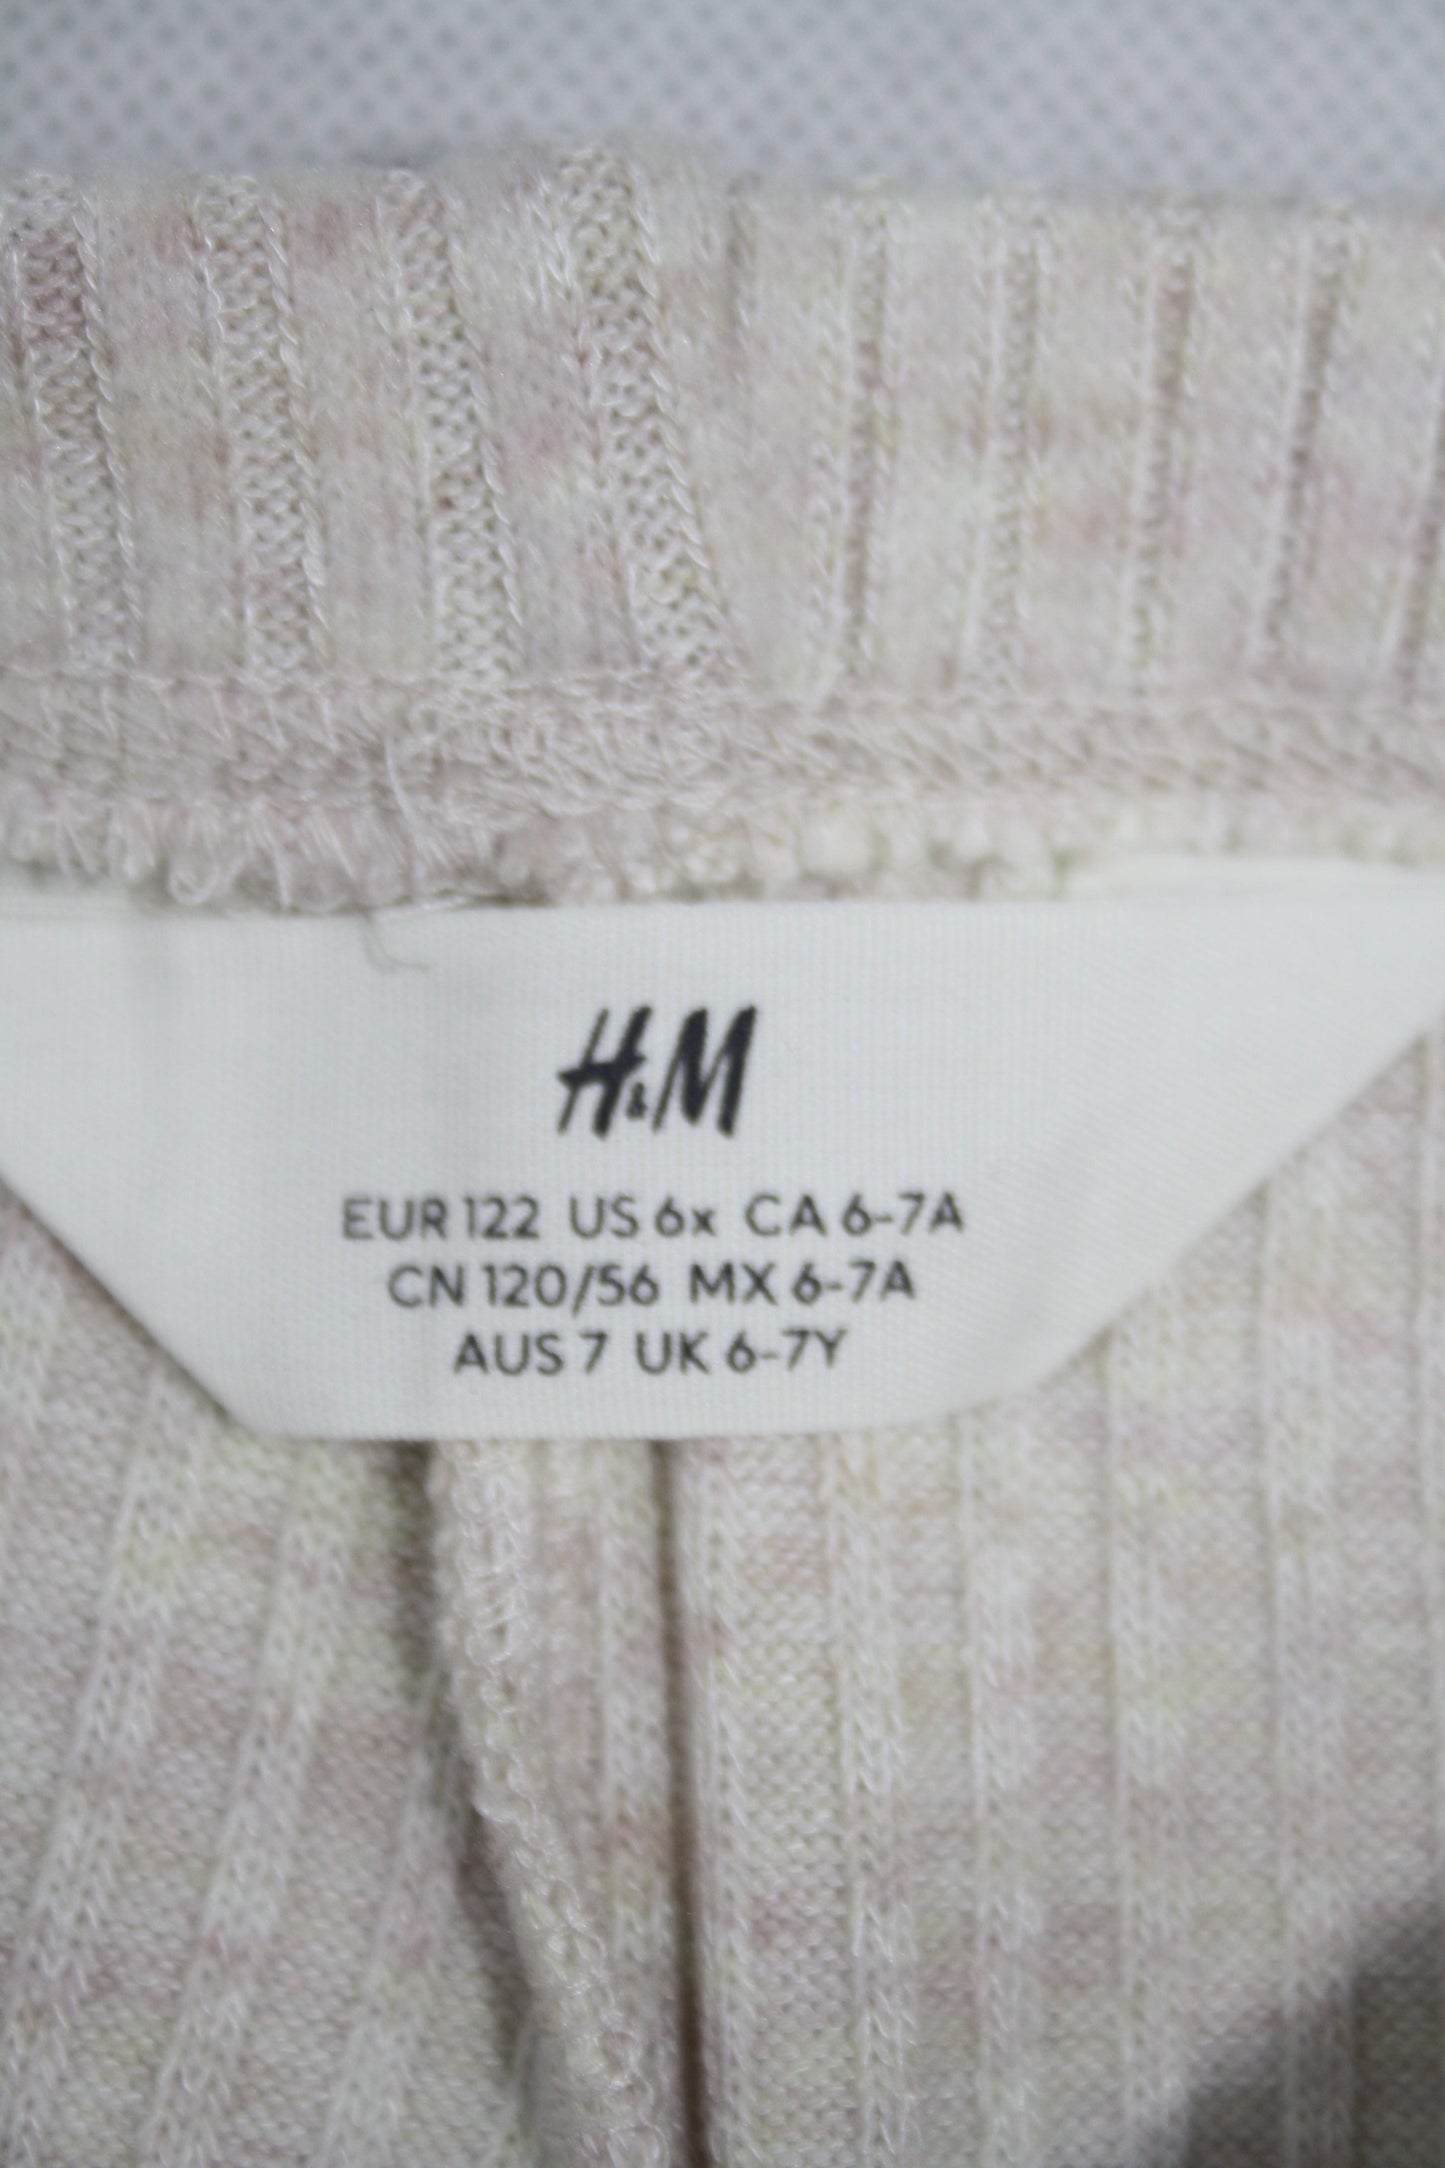 H&M
EUR 122 US 6x CA 6-7A
CN 120/56 MX 6-7A
AUS 7 UK 6-7Y